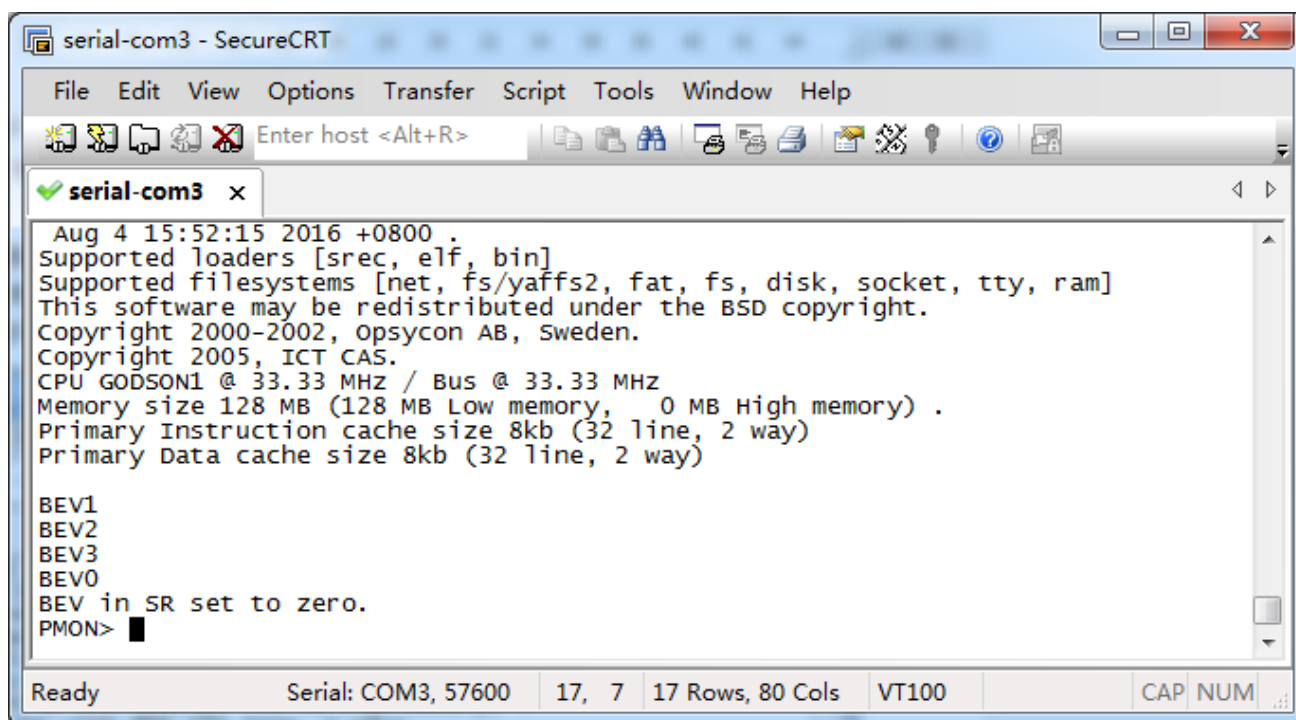 serial-com3 - SecureCRT
File Edit View Options Transfer Script Tools Window Help
Enter host <Alt+R>
serial-com3 x
Aug 4 15:52:15 2016 +0800 .
Supported loaders [srec, elf, bin]
Supported filesystems [net, fs/yaffs2, fat, fs, disk, socket, tty, ram]
This software may be redistributed under the BSD copyright.
Copyright 2000-2002, Opsycon AB, Sweden.
Copyright 2005, ICT CAS.
CPU GODSON1 @ 33.33 MHz / Bus @ 33.33 MHz
Memory size 128 MB (128 MB Low memory,   0 MB High memory) .
Primary Instruction cache size 8kb (32 line, 2 way)
Primary Data cache size 8kb (32 line, 2 way)
BEV1
BEV2
BEV3
BEV0
BEV in SR set to zero.
PMON>
Ready Serial: COM3, 57600 17, 7 17 Rows, 80 Cols VT100 CAP NUM